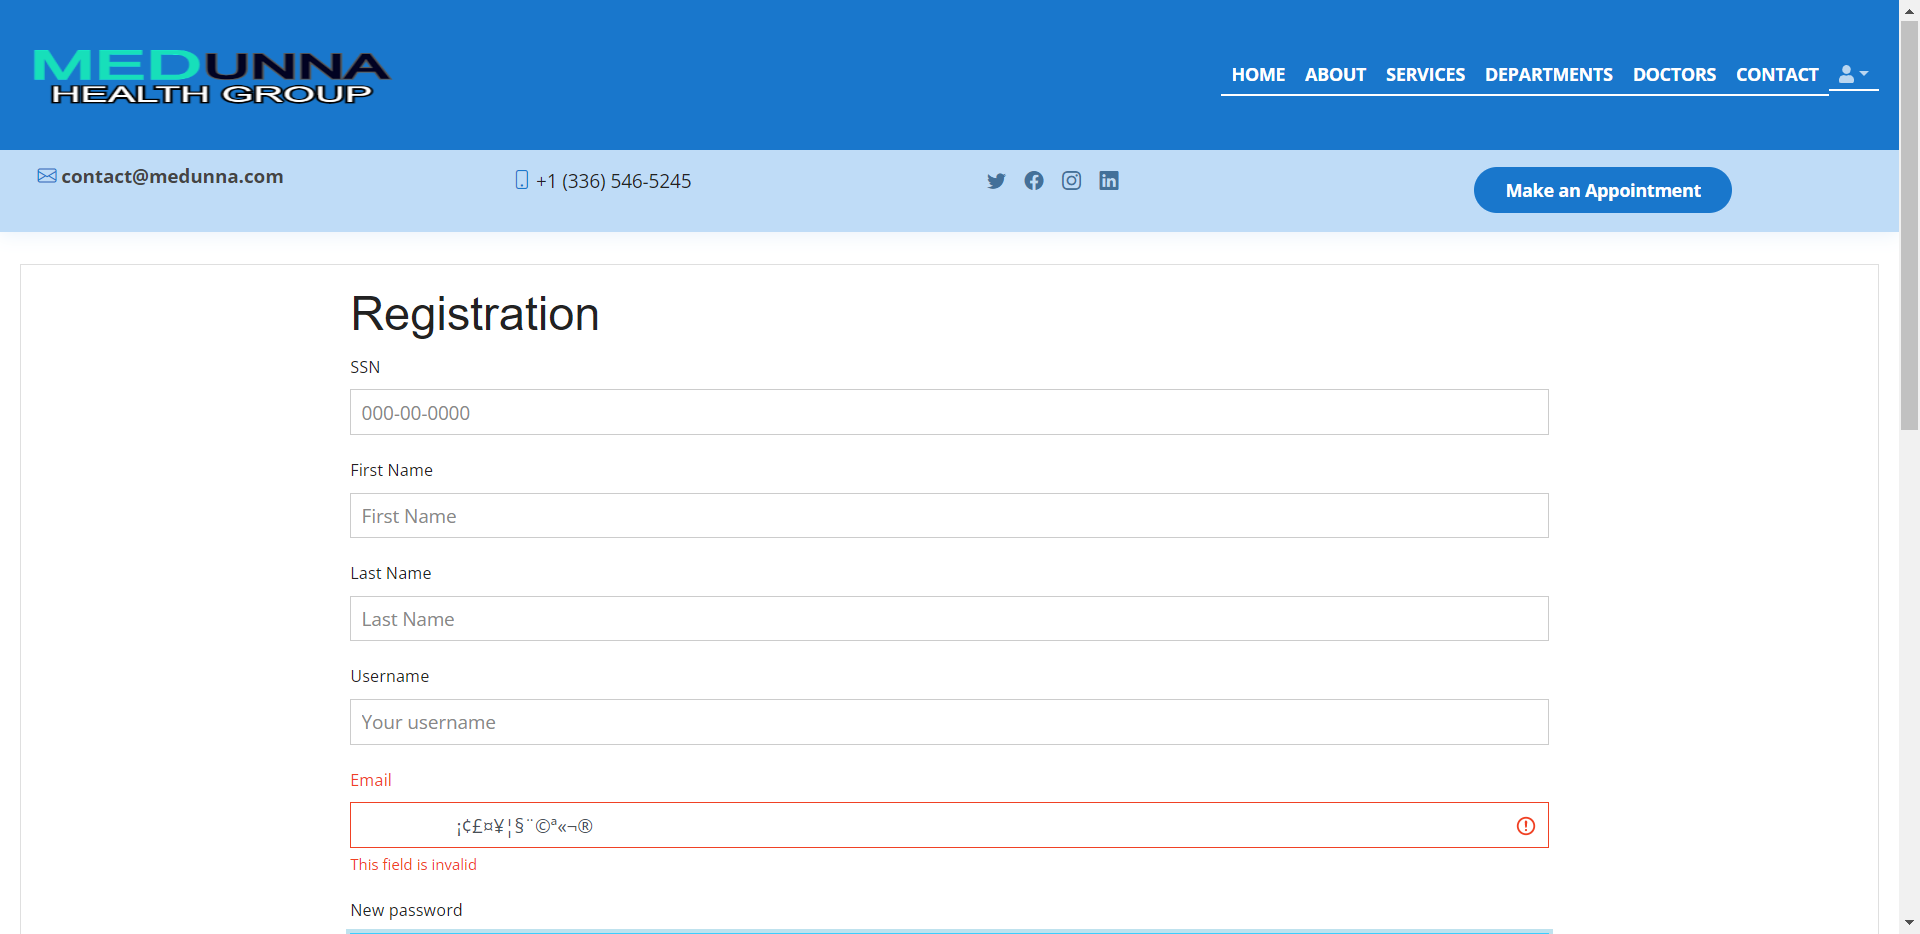 MEDUNNA
HEALTH GROUP
HOME ABOUT SERVICES DEPARTMENTS DOCTORS CONTACT
contact@medunna.com
+1 (336) 546-5245
Make an Appointment
Registration
SSN
000-00-0000
First Name
First Name
Last Name
Last Name
Username
Your username
Email
¡¢£¤¥¦§¨©ª«¬®
This field is invalid
New password